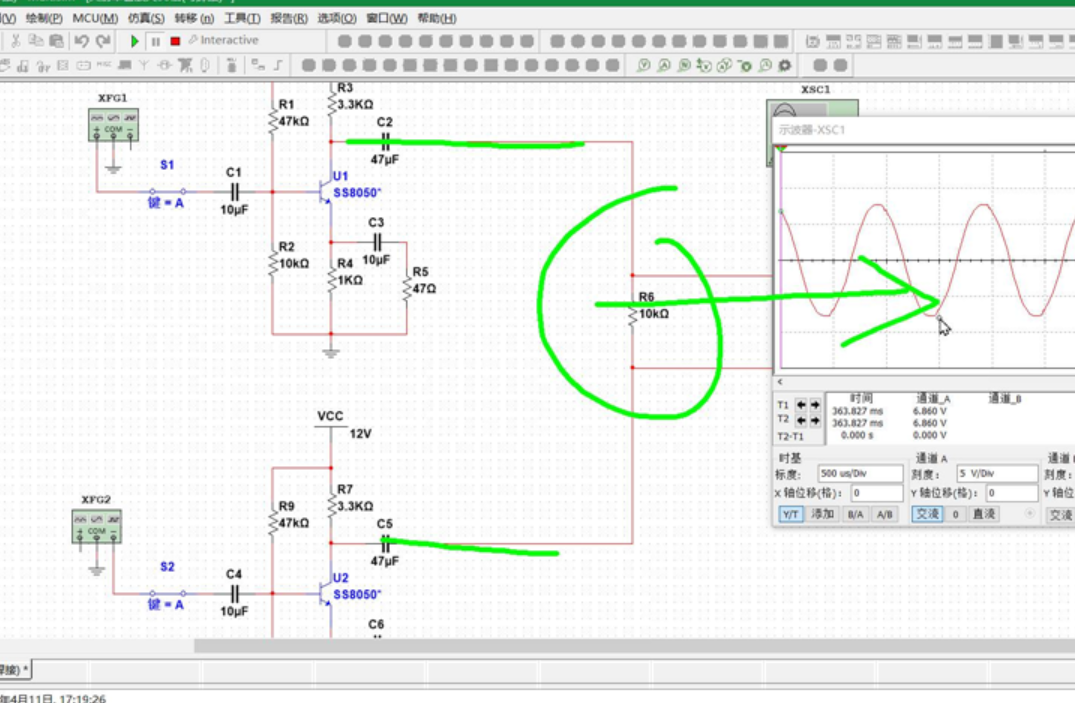 绘制(P) MCU(M) 仿真(S) 转移 (n) 工具(T) 报告(R) 选项(O) 窗口(W) 帮助(H)
Interactive
XFG1
COM
S1
键 = A
C1
10µF
R1
47kΩ
R3
3.3KΩ
C2
47µF
U1
SS8050*
C3
10µF
R2
10kΩ
R4
1KΩ
R5
47Ω
R6
10kΩ
XSC1
示波器-XSC1
T1
T2
T2-T1
时间 通道_A 通道_B
363.827 ms 6.860 V
363.827 ms 6.860 V
0.000 s 0.000 V
时基 通道 A 通道
标度: 500 us/Div 刻度: 5 V/Div 刻度:
X 轴位移(格): 0 Y 轴位移(格): 0 Y 轴位
Y/T 添加 B/A A/B 交流 0 直流 交流
VCC
12V
XFG2
COM
S2
键 = A
C4
10µF
R9
47kΩ
R7
3.3KΩ
C5
47µF
U2
SS8050*
C6
4月11日, 17:19:26